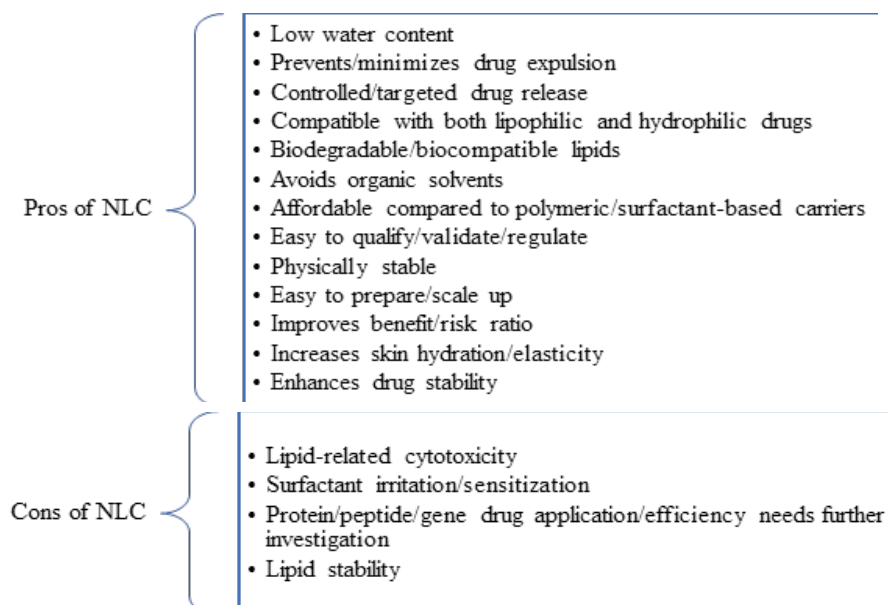 Pros of NLC
• Low water content
• Prevents/minimizes drug expulsion
• Controlled/targeted drug release
• Compatible with both lipophilic and hydrophilic drugs
• Biodegradable/biocompatible lipids
• Avoids organic solvents
• Affordable compared to polymeric/surfactant-based carriers
• Easy to qualify/validate/regulate
• Physically stable
• Easy to prepare/scale up
• Improves benefit/risk ratio
• Increases skin hydration/elasticity
• Enhances drug stability
Cons of NLC
• Lipid-related cytotoxicity
• Surfactant irritation/sensitization
• Protein/peptide/gene drug application/efficiency needs further
investigation
• Lipid stability